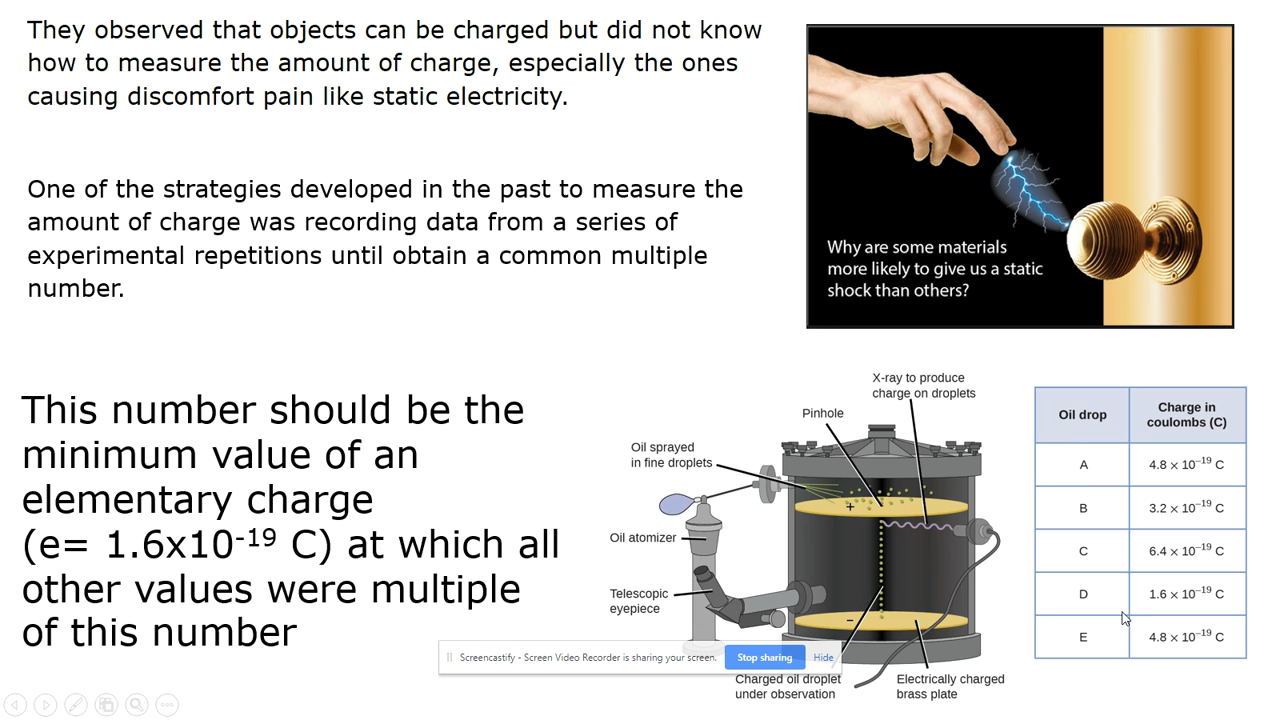 They observed that objects can be charged but did not know
how to measure the amount of charge, especially the ones
causing discomfort pain like static electricity.
One of the strategies developed in the past to measure the
amount of charge was recording data from a series of
experimental repetitions until obtain a common multiple
number.
Why are some materials
more likely to give us a static
shock than others?
This number should be the
minimum value of an
elementary charge
(e= 1.6x10⁻¹⁹ C) at which all
other values were multiple
of this number
X-ray to produce
charge on droplets
Pinhole
Oil sprayed
in fine droplets
+
Oil atomizer
Telescopic
eyepiece
−
Charged oil droplet
under observation
Electrically charged
brass plate
Oil drop Charge in
coulombs (C)
A 4.8 × 10⁻¹⁹ C
B 3.2 × 10⁻¹⁹ C
C 6.4 × 10⁻¹⁹ C
D 1.6 × 10⁻¹⁹ C
E 4.8 × 10⁻¹⁹ C
Screencastify - Screen Video Recorder is sharing your screen. Stop sharing Hide